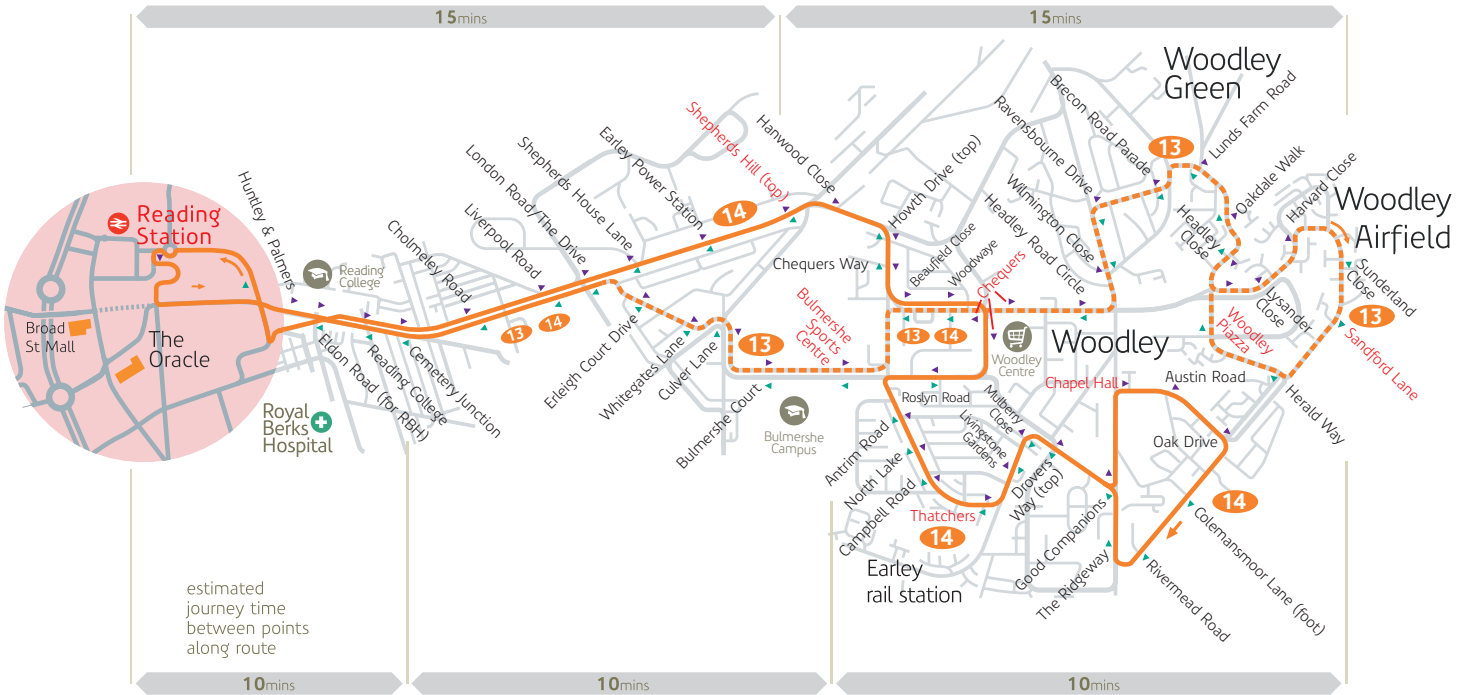 15mins
15mins
Woodley
Green
Lunds Farm Road
Brecon Road Parade
Ravensbourne Drive
13
Oakdale Walk
Harvard Close
Woodley
Airfield
Shepherds Hill (top)
Hanwood Close
Howth Drive (top)
Wilmington Close
Headley Road Circle
Headley
Close
Earley Power Station
Shepherds House Lane
London Road/The Drive
Liverpool Road
Cholmeley Road
Huntley & Palmers
14
Reading
Station
Reading
College
Chequers Way
Beaufield Close
Woodway
Chequers
Lysander
Close
Sunderland
Close
13
Sandford Lane
Woodley
Piazza
Broad
St Mall
The
Oracle
13
14
Bulmershe
Sports
Centre
13
13
14
Woodley
Centre
Woodley
Eldon Road (for RBH)
Reading College
Cemetery Junction
Erleigh Court Drive
Whitegates Lane
Culver Lane
Bulmershe Court
Bulmershe
Campus
Roslyn Road
Mulberry
Close
Livingstone
Gardens
Chapel Hall
Austin Road
Herald Way
Oak Drive
Royal
Berks
Hospital
Antrim Road
North Lake
Campbell Road
Thatchers
14
Drovers
Way (top)
Good Companions
The Ridgeway
14
Colemansmoor Lane (foot)
Rivermead Road
Earley
rail station
estimated
journey time
between points
along route
10mins
10mins
10mins